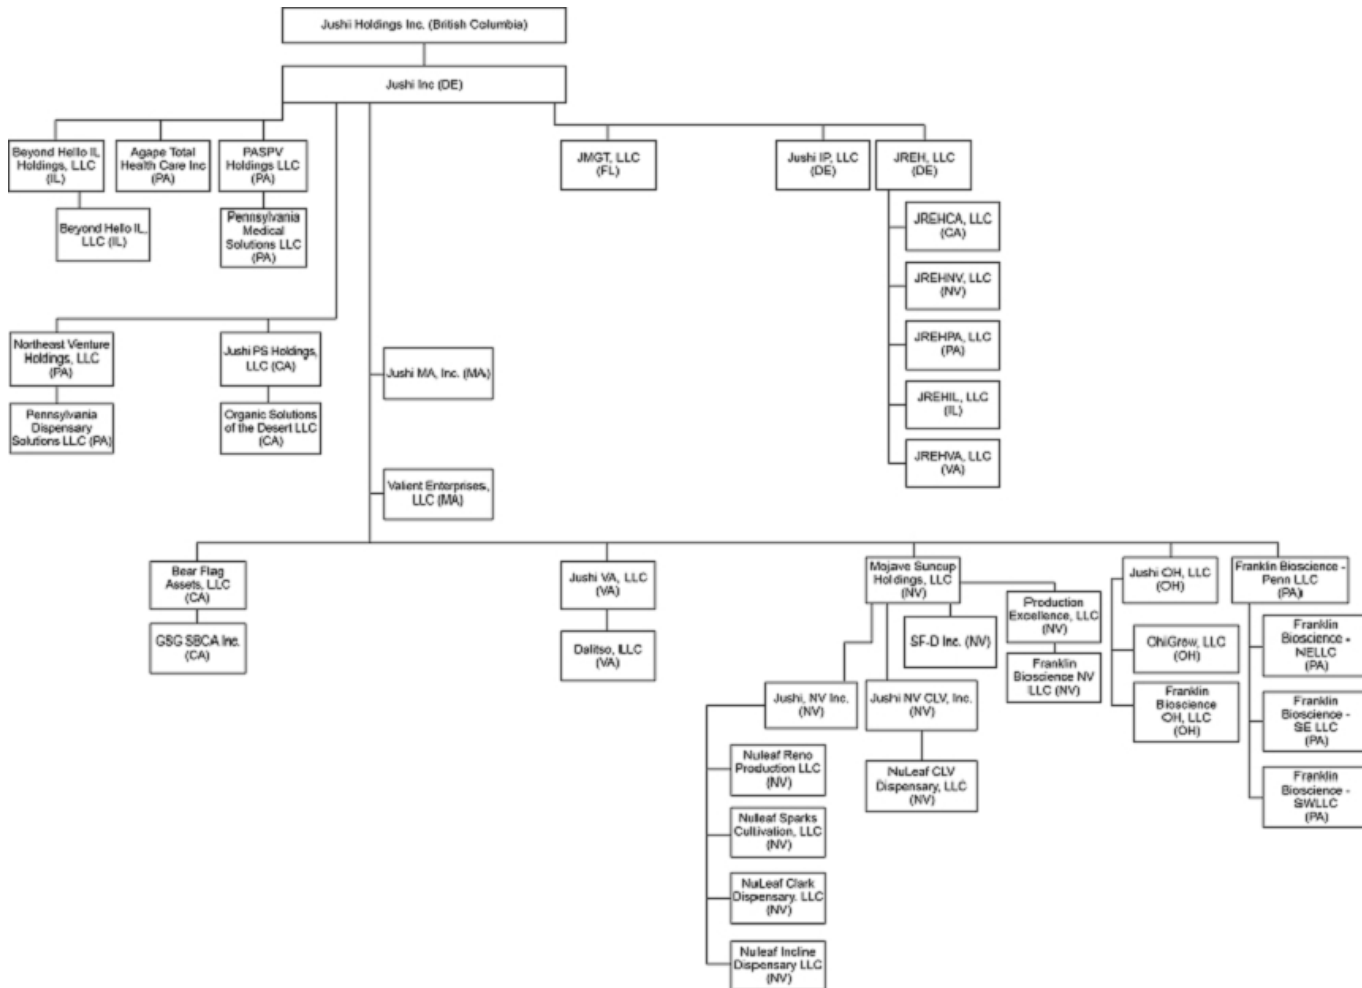 Jushi Holdings Inc. (British Columbia)
Jushi Inc (DE)
Beyond Hello IL
Holdings, LLC
(IL)
Agape Total
Health Care Inc
(PA)
PASPV
Holdings LLC
(PA)
JMGT, LLC
(FL)
Jushi IP, LLC
(DE)
JREH, LLC
(DE)
Beyond Hello IL,
LLC (IL)
Pennsylvania
Medical
Solutions LLC
(PA)
JREHCA, LLC
(CA)
JREHNV, LLC
(NV)
JREHPA, LLC
(PA)
JREHIL, LLC
(IL)
JREHVA, LLC
(VA)
Northeast Venture
Holdings, LLC
(PA)
Jushi PS Holdings,
LLC (CA)
Jushi MA, Inc. (MA)
Pennsylvania
Dispensary
Solutions LLC (PA)
Organic Solutions
of the Desert LLC
(CA)
Valient Enterprises,
LLC (MA)
Bear Flag
Assets, LLC
(CA)
GSG SBCA Inc.
(CA)
Jushi VA, LLC
(VA)
Dalitso, LLC
(VA)
Mojave Suncup
Holdings, LLC
(NV)
SF-D Inc. (NV)
Production
Excellence, LLC
(NV)
Franklin
Bioscience NV
LLC (NV)
Jushi, NV Inc.
(NV)
Jushi NV CLV, Inc.
(NV)
Nuleaf Reno
Production LLC
(NV)
NuLeaf CLV
Dispensary, LLC
(NV)
Nuleaf Sparks
Cultivation, LLC
(NV)
NuLeaf Clark
Dispensary. LLC
(NV)
Nuleaf Incline
Dispensary LLC
(NV)
Jushi OH, LLC
(OH)
OhiGrow, LLC
(OH)
Franklin
Bioscience
OH, LLC
(OH)
Franklin Bioscience -
Penn LLC
(PA)
Franklin
Bioscience -
NELLC
(PA)
Franklin
Bioscience -
SE LLC
(PA)
Franklin
Bioscience -
SWLLC
(PA)